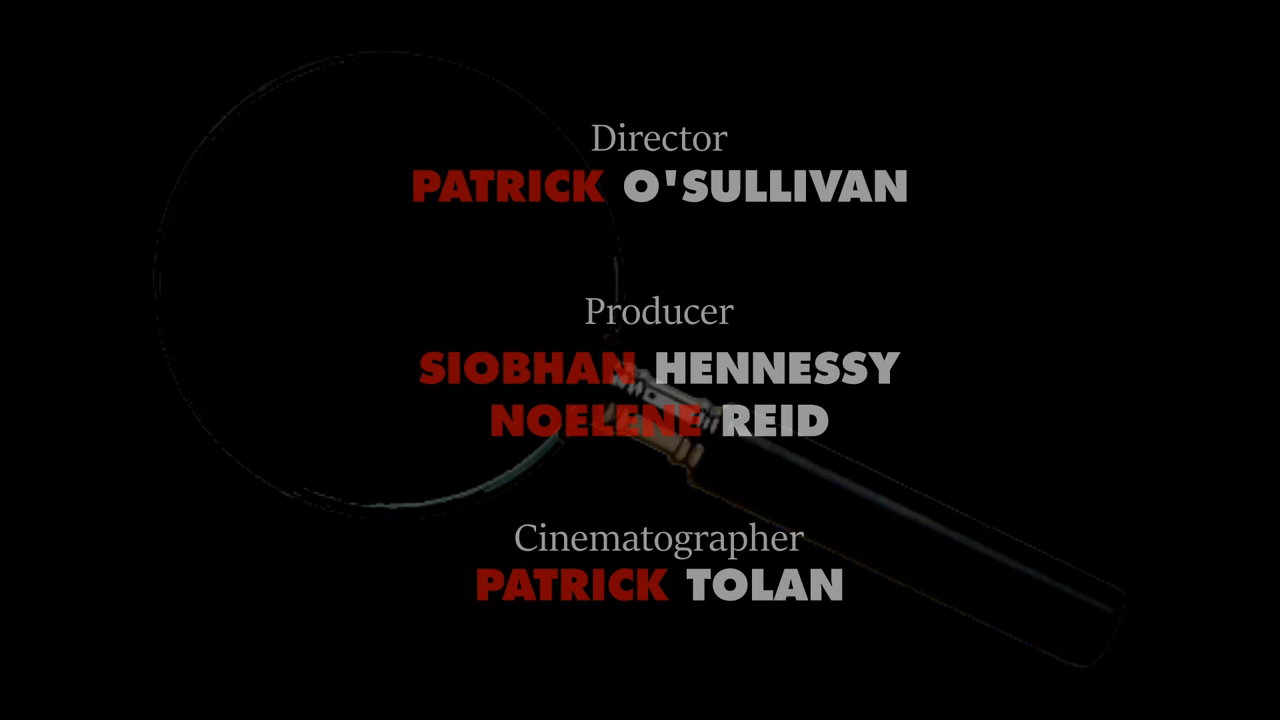 Director
PATRICK O'SULLIVAN
Producer
SIOBHAN HENNESSY
NOELENE REID
Cinematographer
PATRICK TOLAN